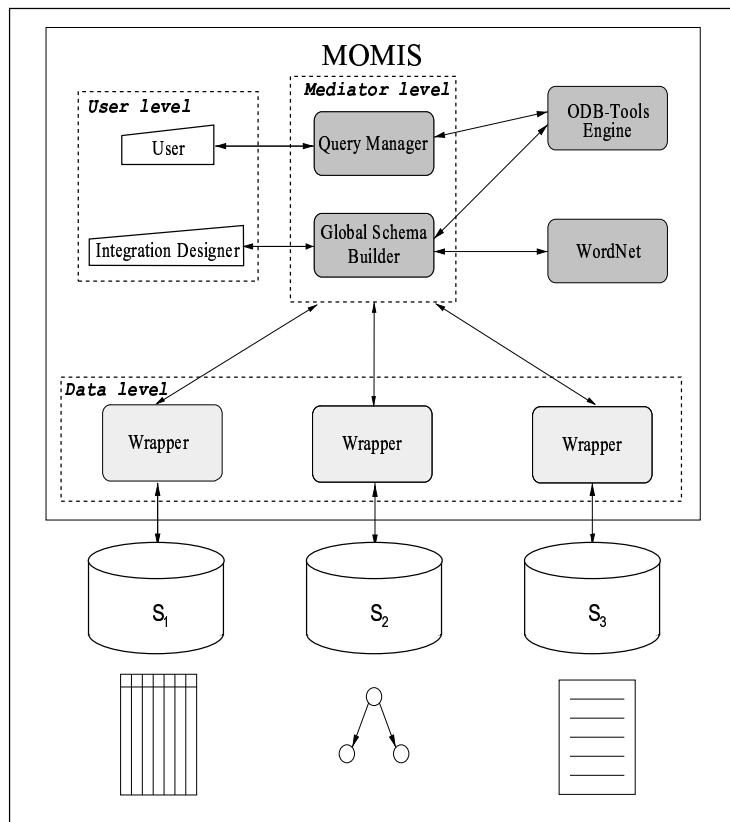 MOMIS
User level
Mediator level
User
Query Manager
ODB-Tools
Engine
Integration Designer
Global Schema
Builder
WordNet
Data level
Wrapper
Wrapper
Wrapper
S1
S2
S3